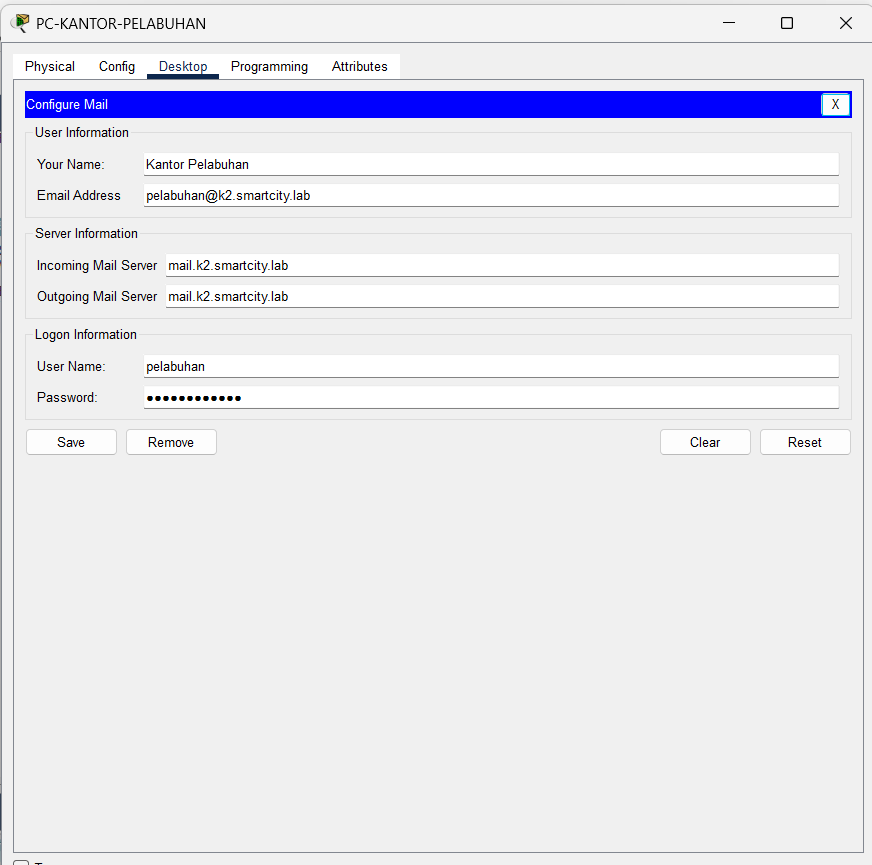 PC-KANTOR-PELABUHAN
Physical Config Desktop Programming Attributes
Configure Mail X
User Information
Your Name: Kantor Pelabuhan
Email Address pelabuhan@k2.smartcity.lab
Server Information
Incoming Mail Server mail.k2.smartcity.lab
Outgoing Mail Server mail.k2.smartcity.lab
Logon Information
User Name: pelabuhan
Password: ●●●●●●●●●●●●
Save Remove Clear Reset